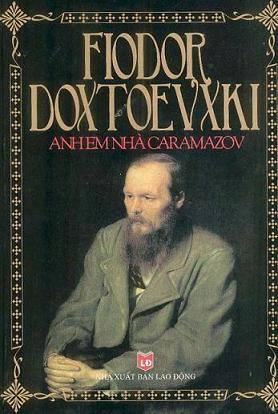 FIODOR
DOXTOEVXKI
ANH EM NHÀ CARAMAZOV
LĐ
NHÀ XUẤT BẢN LAO ĐỘNG